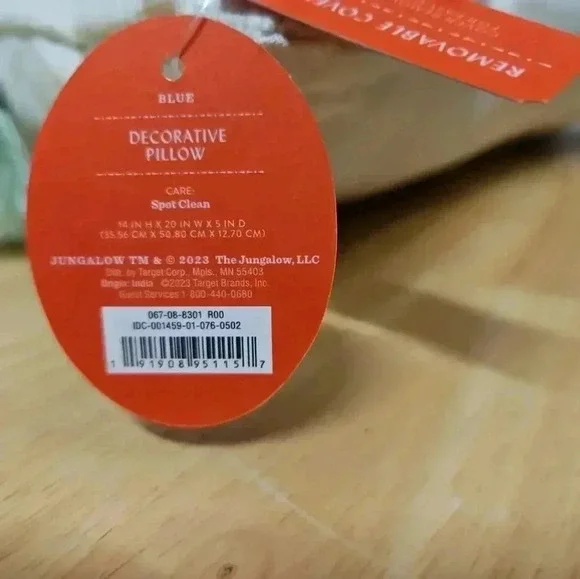 REMOVABLE COVE
BLUE
DECORATIVE
PILLOW
CARE:
Spot Clean
14 IN H X 20 IN W X 5 IN D
(35.56 CM X 50.80 CM X 12.70 CM)
JUNGALOW TM & © 2023 The Jungalow, LLC
Dist. by Target Corp., Mpls., MN 55403
Origin: India ©2023 Target Brands, Inc.
Guest Services 1-800-440-0680
067-08-8301 R00
IDC-001459-01-076-0502
1 91908 95115 7